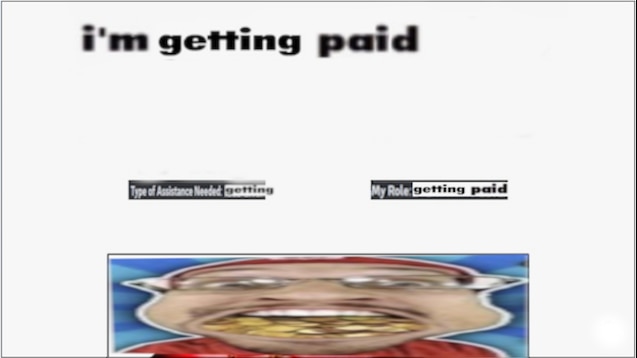 i'm getting paid
Type of Assistance Needed: getting
My Role: getting paid